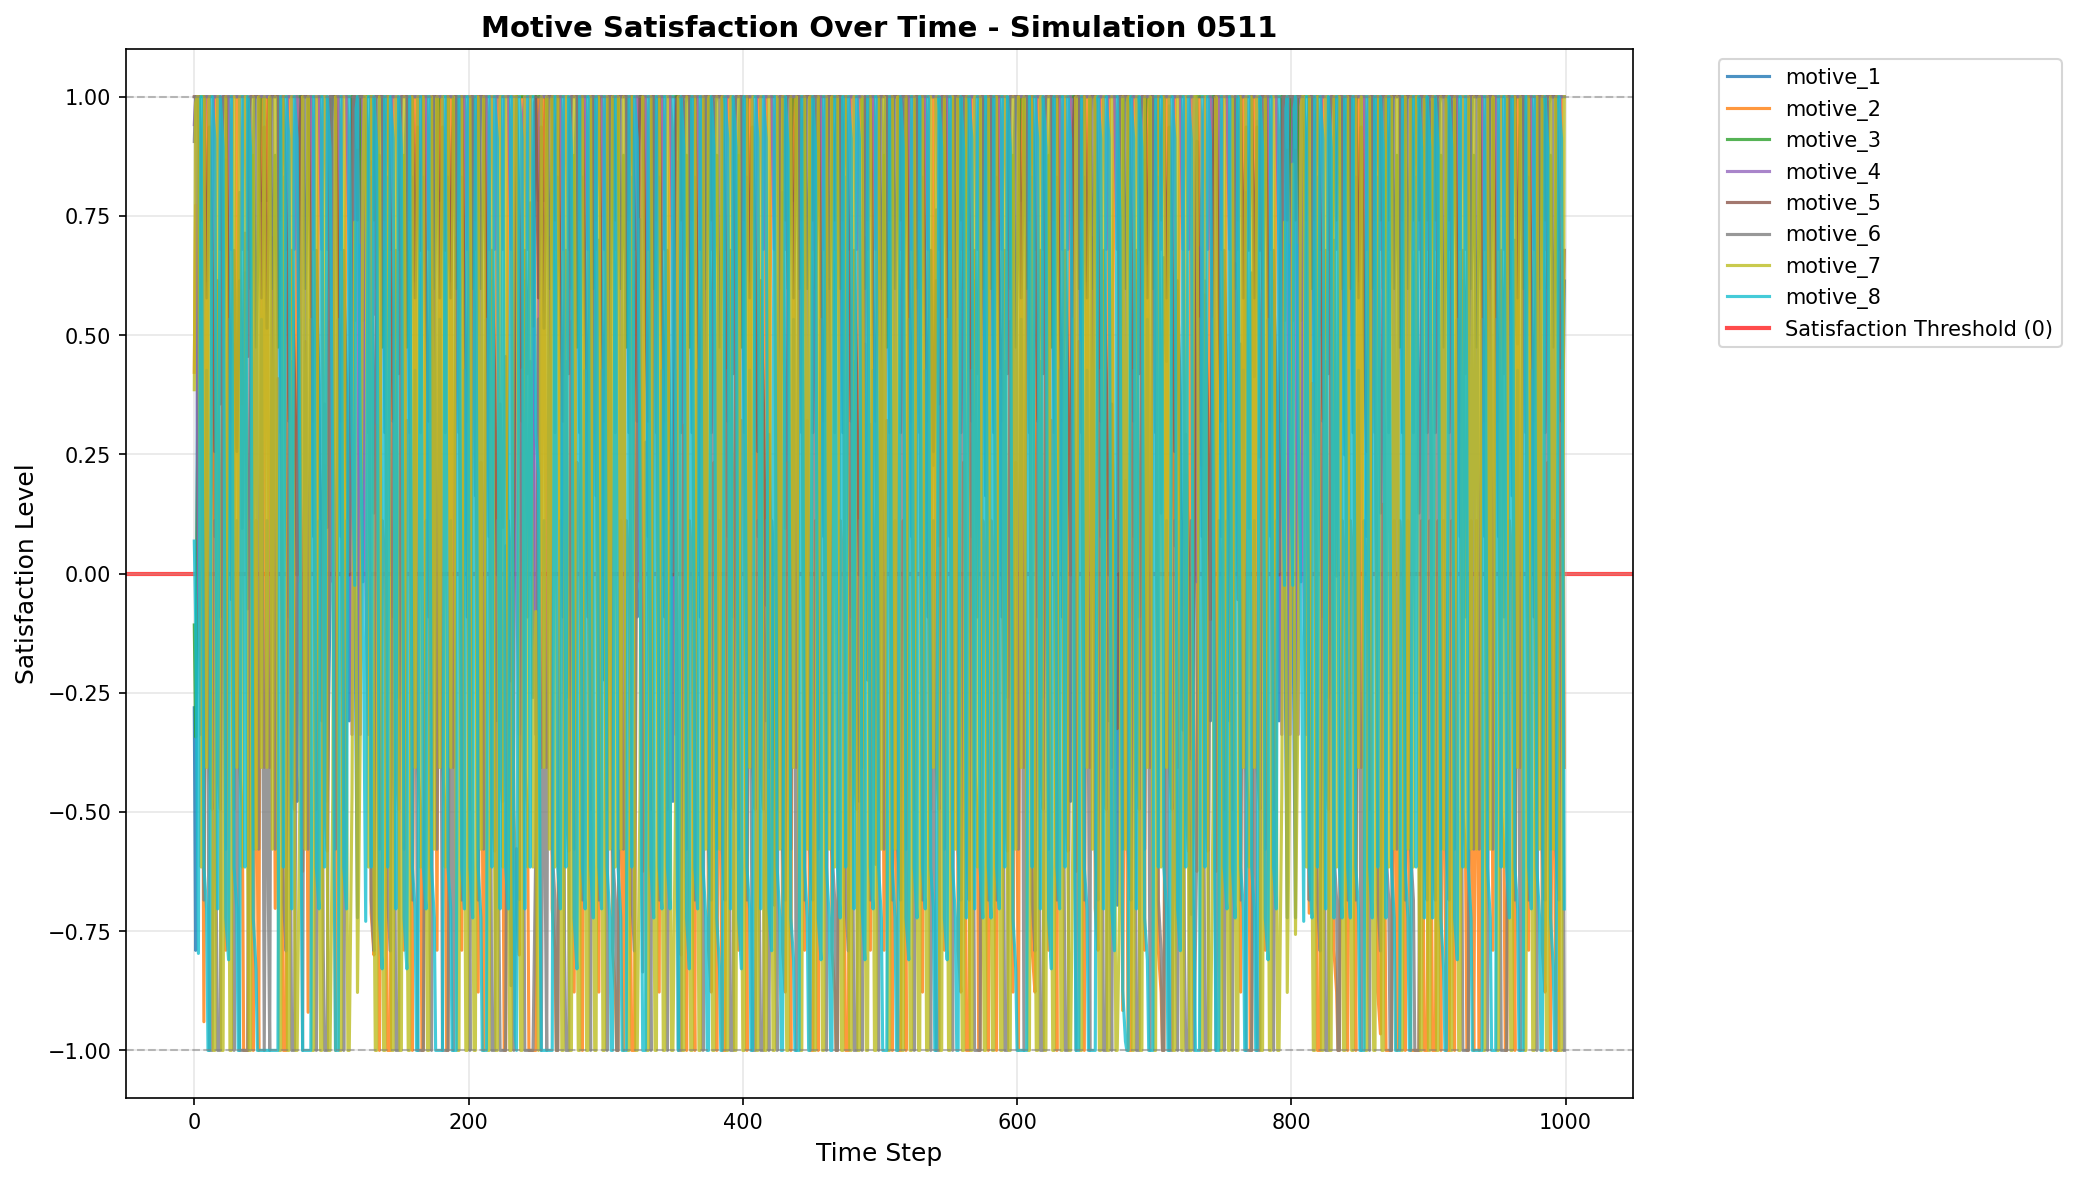 Motive Satisfaction Over Time - Simulation 0511
Satisfaction Level
1.00
0.75
0.50
0.25
0.00
−0.25
−0.50
−0.75
−1.00
0
200
400
600
800
1000
Time Step
motive_1
motive_2
motive_3
motive_4
motive_5
motive_6
motive_7
motive_8
Satisfaction Threshold (0)